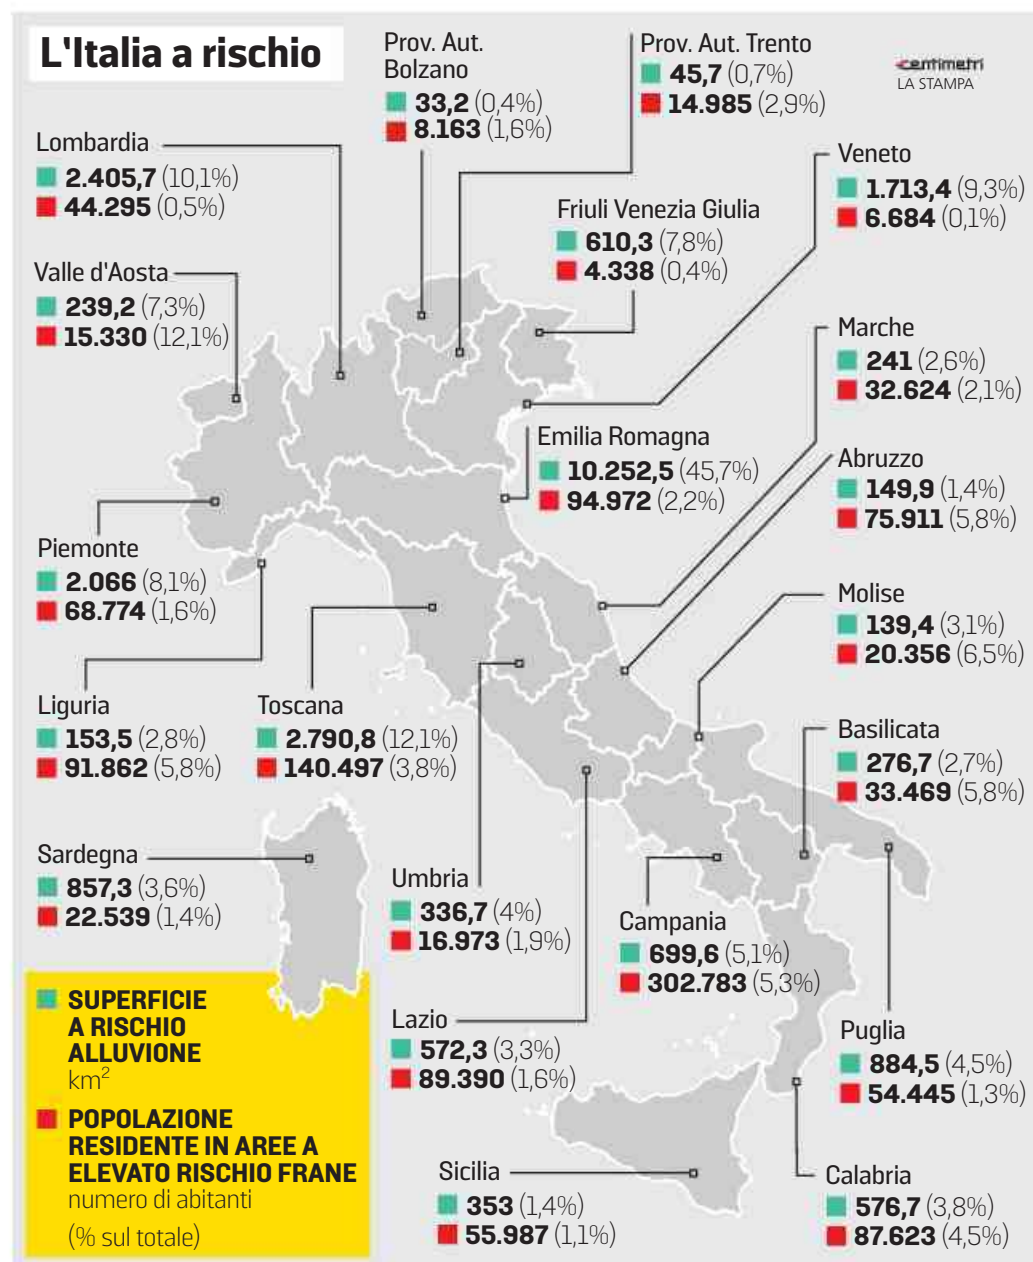 L'Italia a rischio
centimetri
LA STAMPA
Prov. Aut.
Bolzano
33,2 (0,4%)
8.163 (1,6%)
Prov. Aut. Trento
45,7 (0,7%)
14.985 (2,9%)
Lombardia
2.405,7 (10,1%)
44.295 (0,5%)
Veneto
1.713,4 (9,3%)
6.684 (0,1%)
Friuli Venezia Giulia
610,3 (7,8%)
4.338 (0,4%)
Valle d'Aosta
239,2 (7,3%)
15.330 (12,1%)
Marche
241 (2,6%)
32.624 (2,1%)
Emilia Romagna
10.252,5 (45,7%)
94.972 (2,2%)
Abruzzo
149,9 (1,4%)
75.911 (5,8%)
Piemonte
2.066 (8,1%)
68.774 (1,6%)
Molise
139,4 (3,1%)
20.356 (6,5%)
Liguria
153,5 (2,8%)
91.862 (5,8%)
Toscana
2.790,8 (12,1%)
140.497 (3,8%)
Basilicata
276,7 (2,7%)
33.469 (5,8%)
Sardegna
857,3 (3,6%)
22.539 (1,4%)
Umbria
336,7 (4%)
16.973 (1,9%)
Campania
699,6 (5,1%)
302.783 (5,3%)
Lazio
572,3 (3,3%)
89.390 (1,6%)
Puglia
884,5 (4,5%)
54.445 (1,3%)
Sicilia
353 (1,4%)
55.987 (1,1%)
Calabria
576,7 (3,8%)
87.623 (4,5%)
SUPERFICIE
A RISCHIO
ALLUVIONE
km²
POPOLAZIONE
RESIDENTE IN AREE A
ELEVATO RISCHIO FRANE
numero di abitanti
(% sul totale)